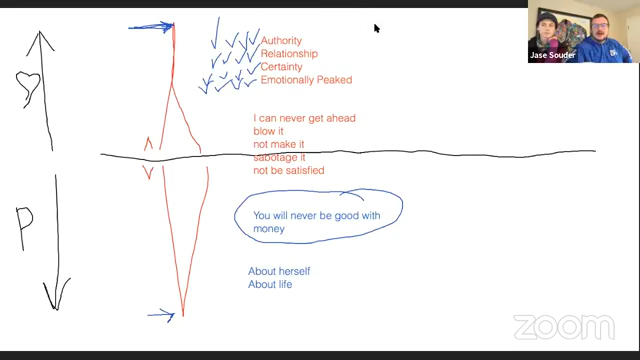 Authority
Relationship
Certainty
Emotionally Peaked
I can never get ahead
blow it
not make it
sabotage it
not be satisfied
P
You will never be good with
money
About herself
About life
Jase Souder
zoom